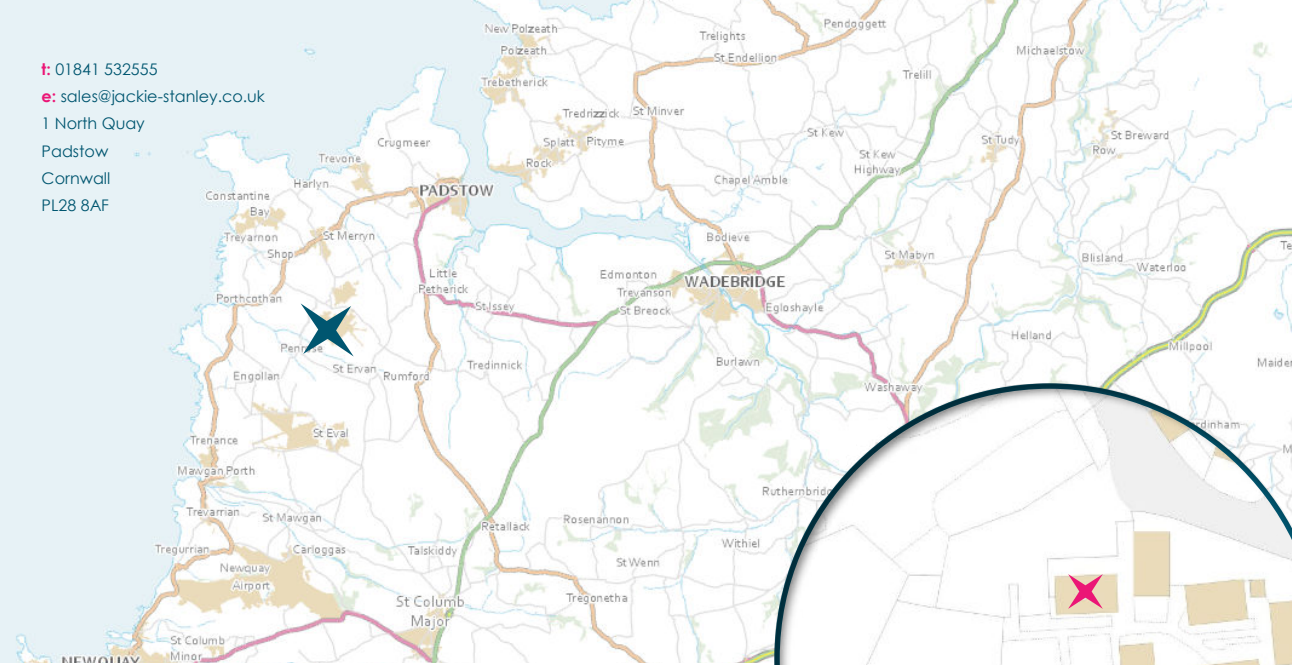 t: 01841 532555
e: sales@jackie-stanley.co.uk
1 North Quay
Padstow
Cornwall
PL28 8AF
New Polzeath
Polzeath
Trebetherick
Trelights
Pendoggett
St Endellion
Michaelstow
Trelill
Tredrizzick
St Minver
Splatt
Pityme
Rock
St Kew
St Kew
Highway
St Tudy
St Breward
Row
Chapel Amble
Crugmeer
Trevone
Harlyn
PADSTOW
Constantine
Bay
Treyarnon
St Merryn
Shop
Bodieve
St Mabyn
Blisland
Waterloo
Te
Little
Petherick
Edmonton
WADEBRIDGE
Trevanson
Porthcothan
St Issey
St Breock
Egloshayle
Helland
Millpool
Penrose
St Ervan
Rumford
Tredinnick
Burlawn
Maide
Engollan
Washaway
rdinham
Trenance
St Eval
M
Mawgan Porth
Ruthernbridg
Trevarrian
St Mawgan
Retallack
Rosenannon
Tregurrian
Carloggas
Talskiddy
Withiel
Newquay
Airport
St Wenn
St Columb
Major
Tregonetha
St Columb
Minor
NEWQUAY